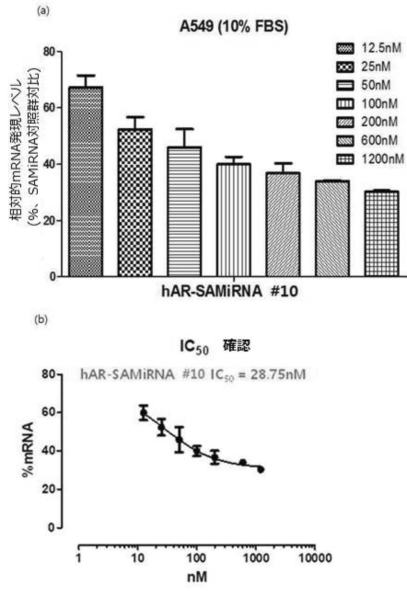 (a)
A549 (10% FBS)
相対的mRNA発現レベル
(%、SAMiRNA対照群対比)
80
60
40
20
0
12.5nM
25nM
50nM
100nM
200nM
600nM
1200nM
hAR-SAMiRNA #10
(b)
IC50 確認
hAR-SAMiRNA #10 IC50 = 28.75nM
%mRNA
80
60
40
20
0
1
10
100
1000
10000
nM